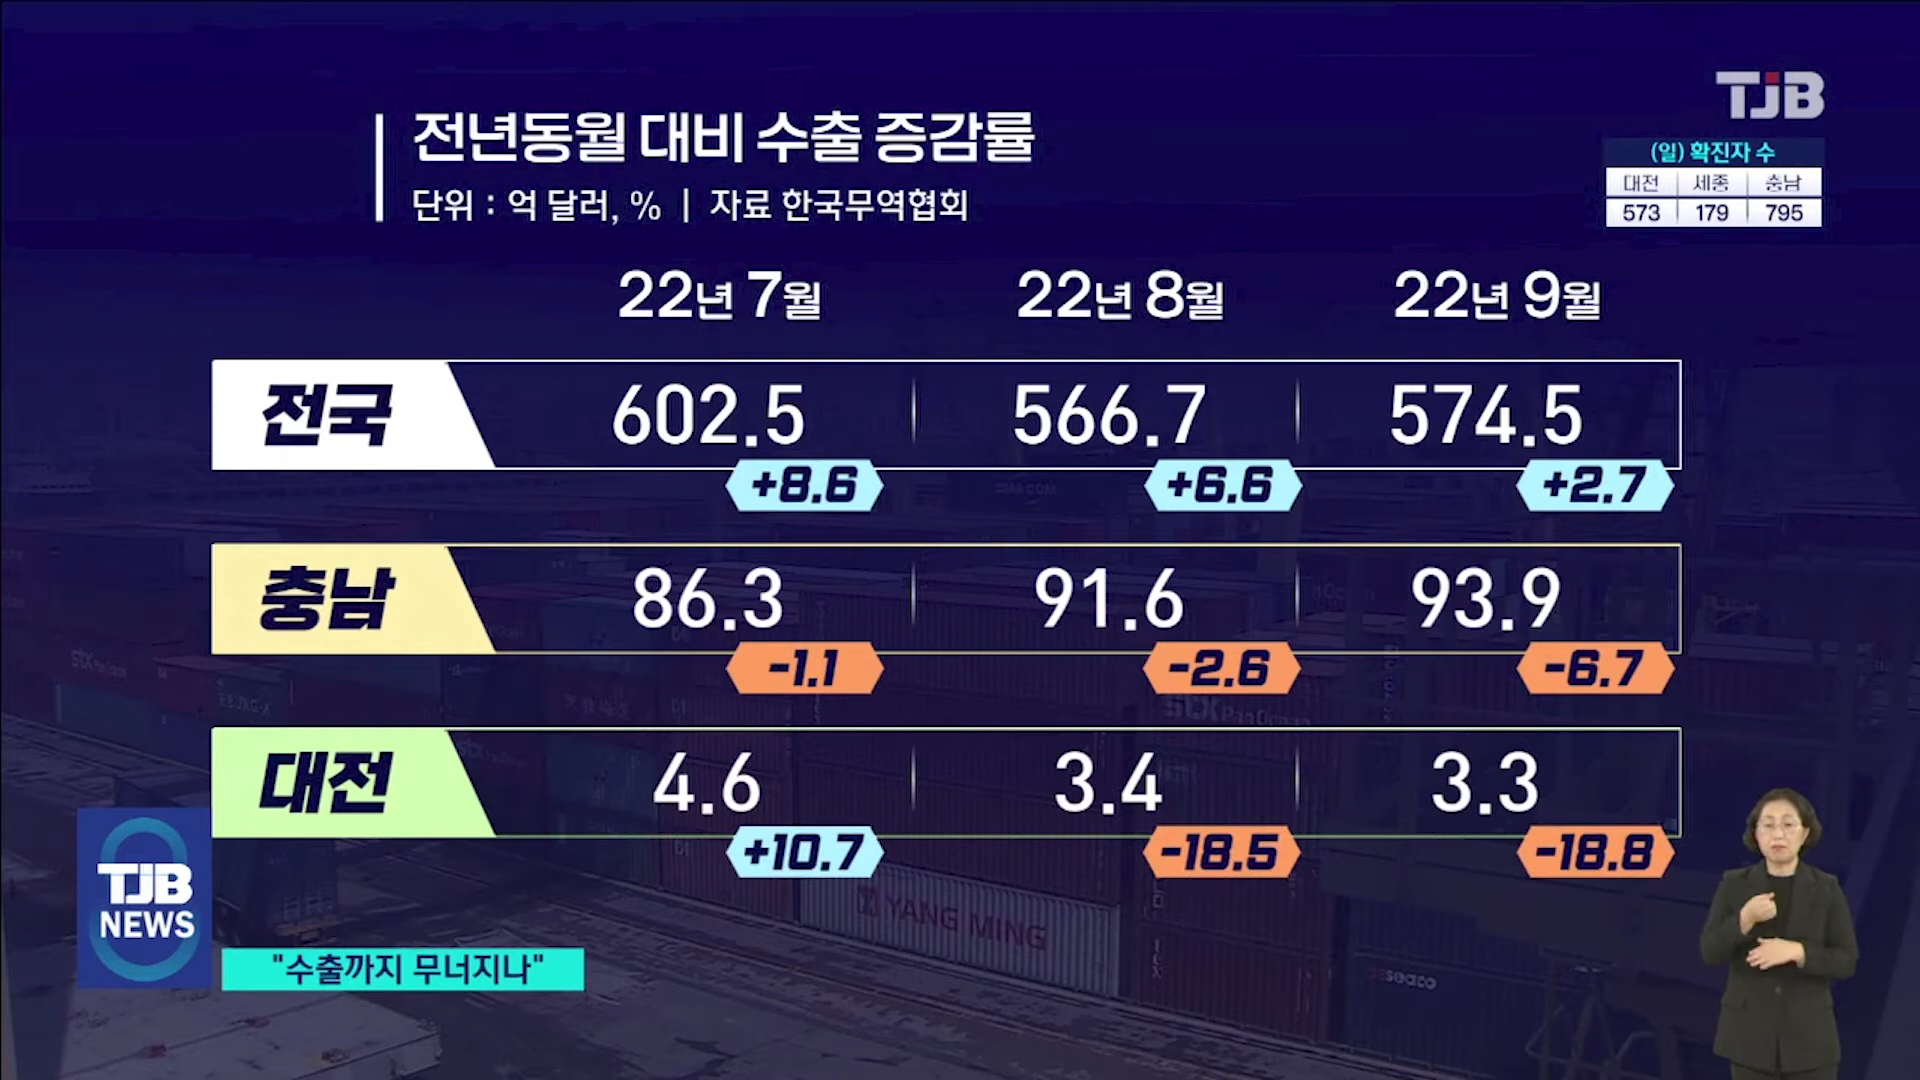 TJB
전년동월 대비 수출 증감률
단위 : 억 달러, % | 자료 한국무역협회
(일) 확진자 수
대전 세종 충남
573 179 795
22년 7월 22년 8월 22년 9월
전국 602.5 566.7 574.5
+8.6 +6.6 +2.7
충남 86.3 91.6 93.9
-1.1 -2.6 -6.7
대전 4.6 3.4 3.3
+10.7 -18.5 -18.8
YANG MING
seaco
TJB
NEWS
"수출까지 무너지나"